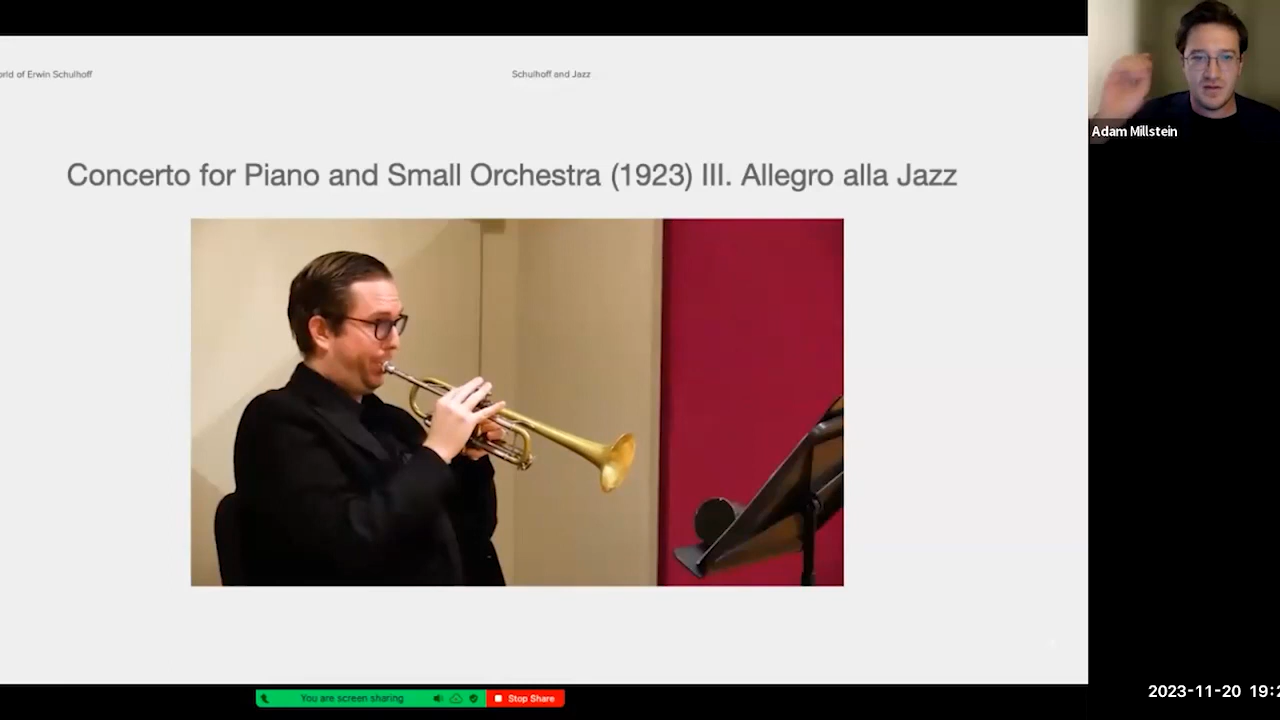 orld of Erwin Schulhoff
Schulhoff and Jazz
Concerto for Piano and Small Orchestra (1923) III. Allegro alla Jazz
Adam Millstein
You are screen sharing
Stop Share
2023-11-20 19:2